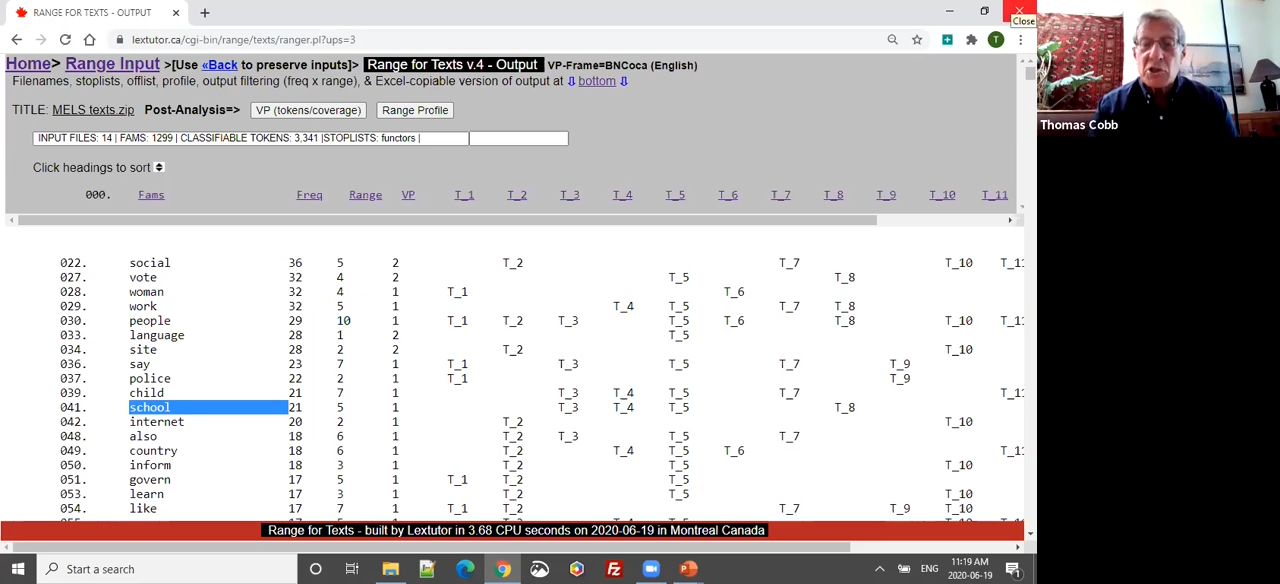 RANGE FOR TEXTS - OUTPUT
Close
lextutor.ca/cgi-bin/range/texts/ranger.pl?ups=3
T
Home> Range Input >[Use «Back to preserve inputs]> Range for Texts v.4 - Output VP-Frame=BNCoca (English)
Filenames, stoplists, offlist, profile, output filtering (freq x range), & Excel-copiable version of output at ⇩ bottom ⇩
TITLE: MELS texts.zip Post-Analysis=> VP (tokens/coverage) Range Profile
INPUT FILES: 14 | FAMS: 1299 | CLASSIFIABLE TOKENS: 3,341 |STOPLISTS: functors |
Click headings to sort
000. Fams Freq Range VP T_1 T_2 T_3 T_4 T_5 T_6 T_7 T_8 T_9 T_10 T_11
022. social 36 5 2 T_2 T_7 T_10 T_11
027. vote 32 4 2 T_5 T_8
028. woman 32 4 1 T_1 T_6
029. work 32 5 1 T_4 T_5 T_7 T_8
030. people 29 10 1 T_1 T_2 T_3 T_5 T_6 T_8 T_10 T_11
033. language 28 1 2 T_5
034. site 28 2 2 T_2 T_10
036. say 23 7 1 T_1 T_3 T_5 T_7 T_9
037. police 22 2 1 T_1 T_9
039. child 21 7 1 T_3 T_4 T_5 T_7 T_11
041. school 21 5 1 T_3 T_4 T_5 T_8
042. internet 20 2 1 T_2 T_10
048. also 18 6 1 T_2 T_3 T_5 T_7
049. country 18 6 1 T_2 T_4 T_5 T_6 T_11
050. inform 18 3 1 T_2 T_5 T_10
051. govern 17 5 1 T_1 T_2 T_5
053. learn 17 3 1 T_2 T_5 T_10
054. like 17 7 1 T_1 T_2 T_7 T_9 T_10
Range for Texts - built by Lextutor in 3.68 CPU seconds on 2020-06-19 in Montreal Canada
Start a search
ENG
11:19 AM
2020-06-19
Thomas Cobb